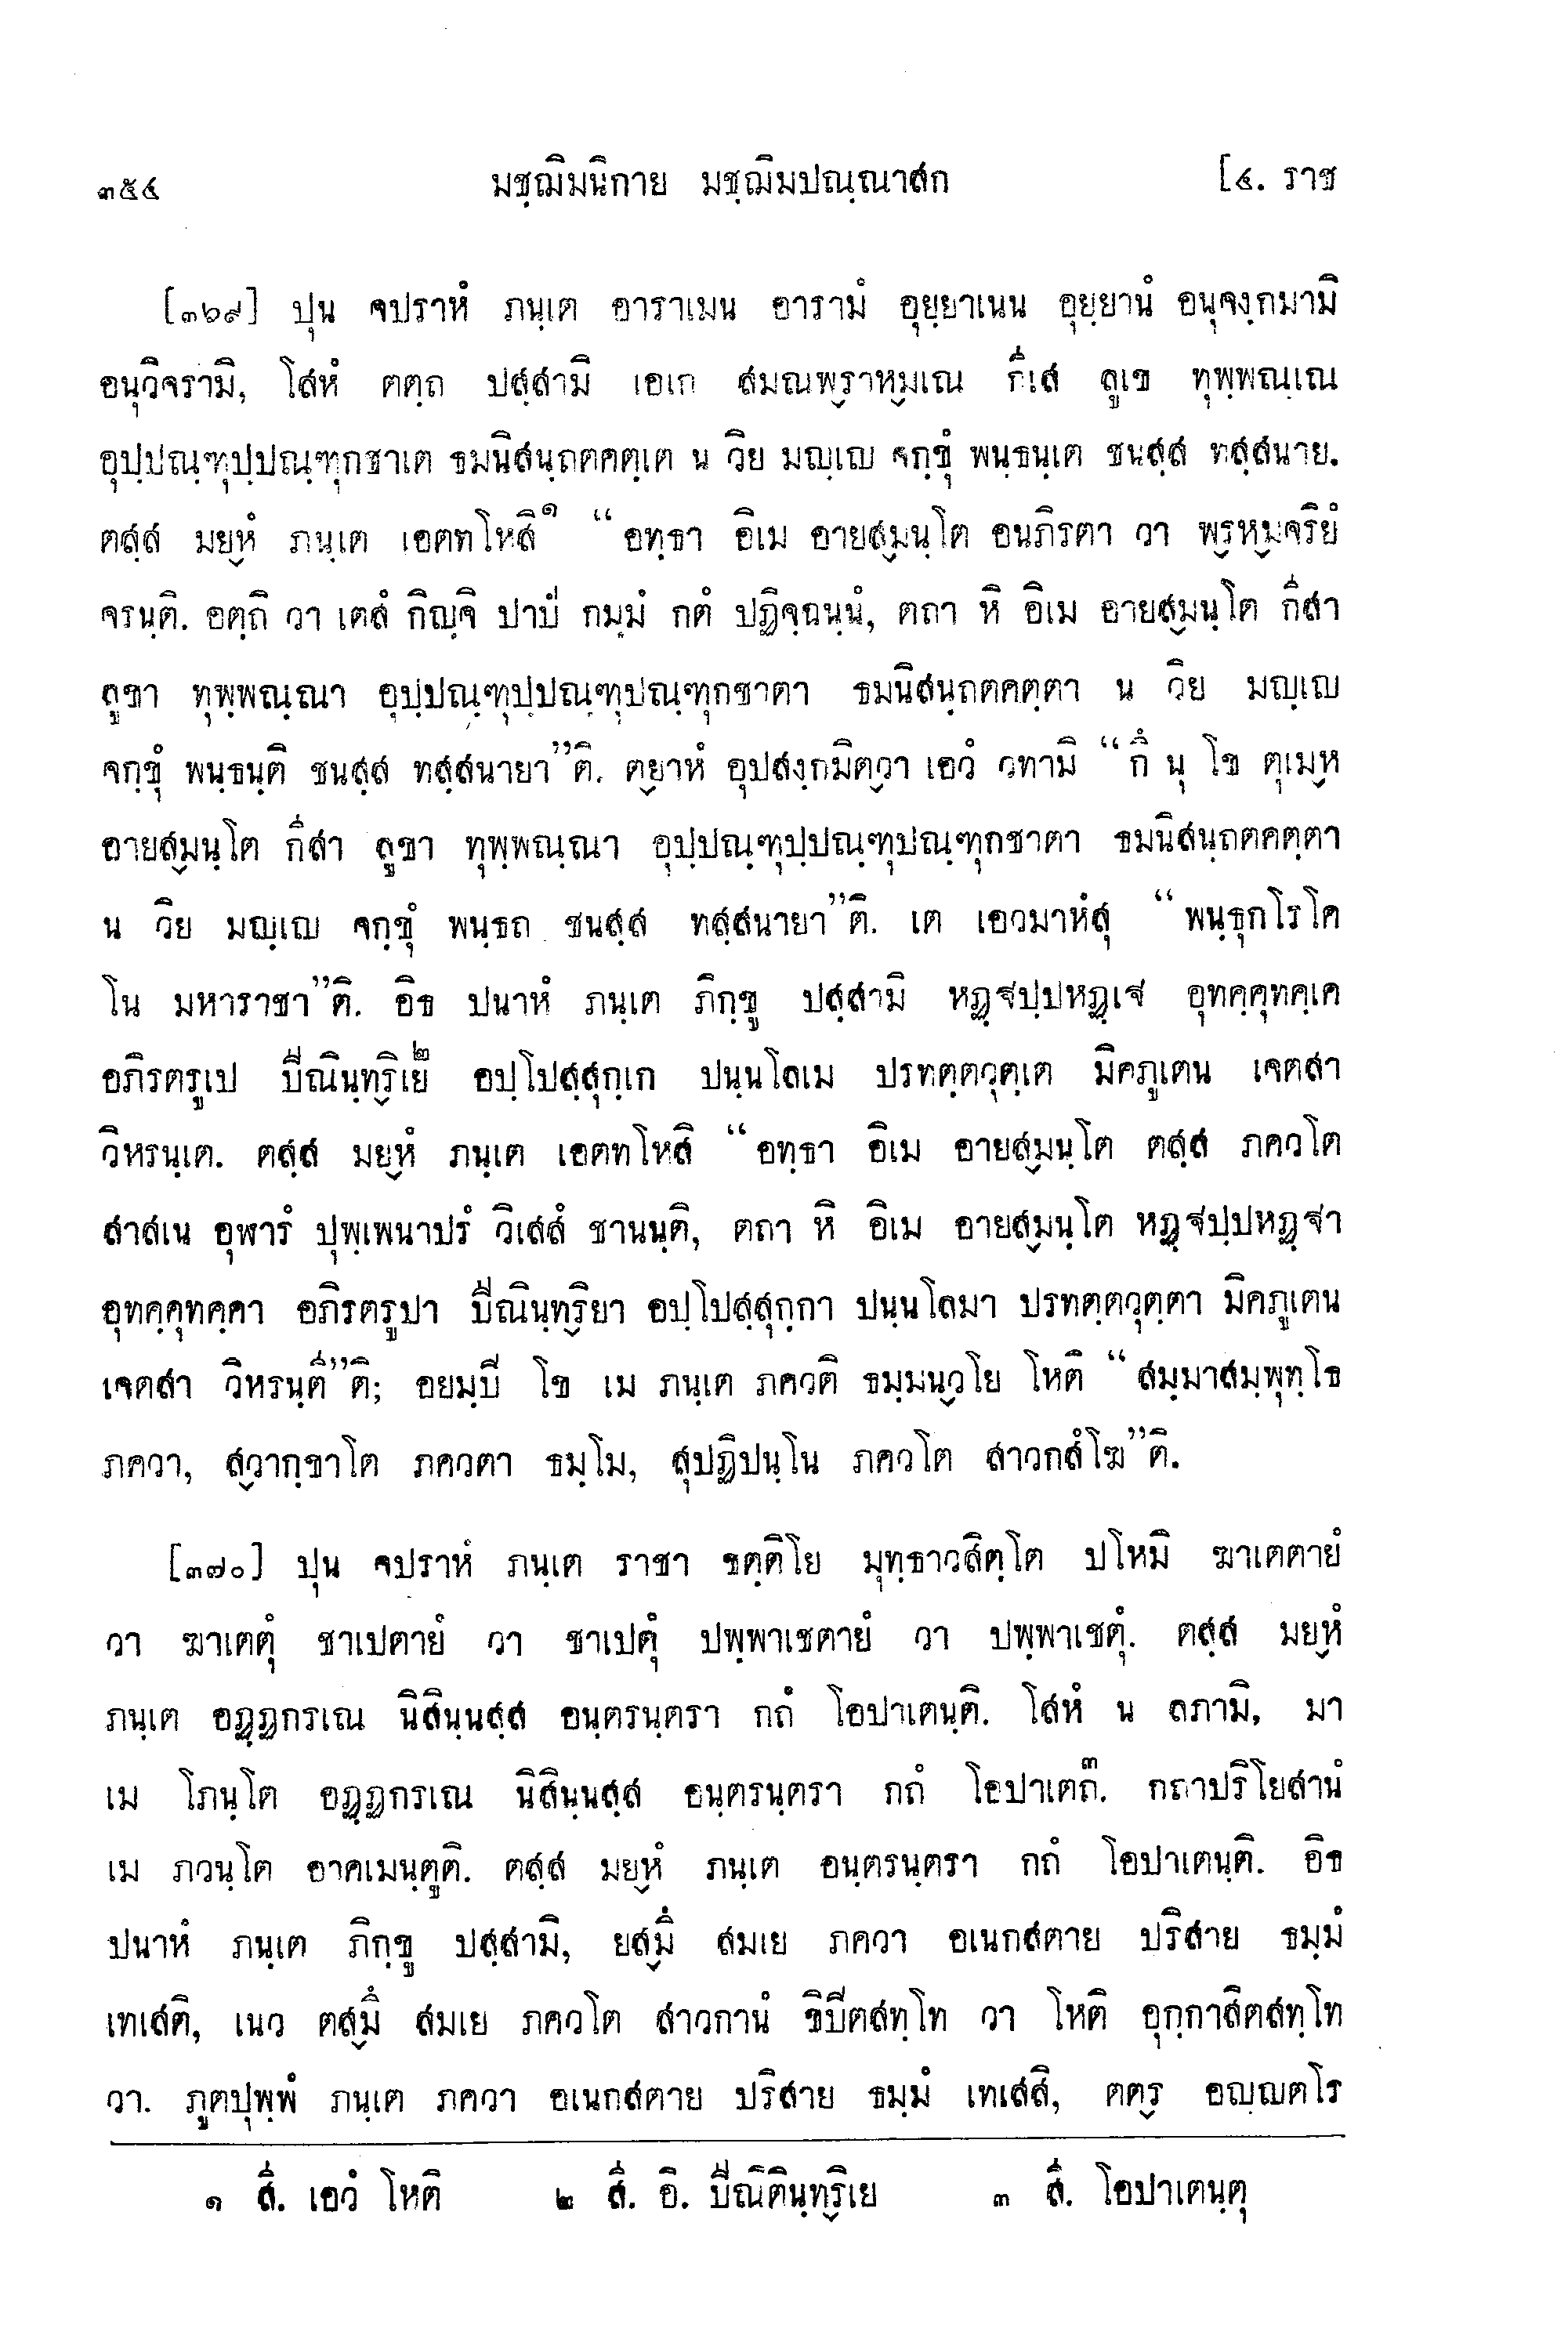 ๓๕๔ มชฺฌิมนิกาย มชฺฌิมปณฺณาสก [๔. ราช
[๓๖๙] ปุน จปราหํ ภนฺเต อาราเมน อารามํ อุยฺยาเนน อุยฺยานํ อนุจงฺกมามิ
อนุวิจรามิ, โสหํ ตตฺถ ปสฺสามิ เอเก สมณพฺราหฺมเณ กิเส ลูเข ทุพฺพณฺเณ
อุปฺปณฺฑุปฺปณฺฑุกชาเต ธมนิสนฺถตคตฺเต น วิย มญฺเญ จกฺขุํ พนฺธนฺเต ชนสฺส ทสฺสนาย.
ตสฺส มยฺหํ ภนฺเต เอตทโหสิ๑ “อทฺธา อิเม อายสฺมนฺโต อนภิรตา วา พฺรหฺมจริยํ
จรนฺติ. อตฺถิ วา เตสํ กิญฺจิ ปาปํ กมฺมํ กตํ ปฏิจฺฉนฺนํ, ตถา หิ อิเม อายสฺมนฺโต กิสา
ลูขา ทุพฺพณฺณา อุปฺปณฺฑุปฺปณฺฑุปณฺฑุกชาตา ธมนิสนฺถตคตฺตา น วิย มญฺเญ
จกฺขุํ พนฺธนฺติ ชนสฺส ทสฺสนายา”ติ. ตฺยาหํ อุปสงฺกมิตฺวา เอวํ วทามิ “กึ นุ โข ตุเมฺห
อายสฺมนฺโต กิสา ลูขา ทุพฺพณฺณา อุปฺปณฺฑุปฺปณฺฑุปณฺฑุกชาตา ธมนิสนฺถตคตฺตา
น วิย มญฺเญ จกฺขุํ พนฺธถ ชนสฺส ทสฺสนายา”ติ. เต เอวมาหํสุ “พนฺธุกโรโค
โน มหาราชา”ติ. อิธ ปนาหํ ภนฺเต ภิกฺขู ปสฺสามิ หฏฺฐปฺปหฏฺเฐ อุทคฺคุทคฺเค
อภิรตรูเป ปีณินฺทฺริเย๒ อปฺโปสฺสุกฺเก ปนฺนโลเม ปรทตฺตวุตฺเต มิคภูเตน เจตสา
วิหรนฺเต. ตสฺส มยฺหํ ภนฺเต เอตทโหสิ “อทฺธา อิเม อายสฺมนฺโต ตสฺส ภควโต
สาสเน อุฬารํ ปุพฺเพนาปรํ วิเสสํ ชานนฺติ, ตถา หิ อิเม อายสฺมนฺโต หฏฺฐปฺปหฏฺฐา
อุทคฺคุทคฺคา อภิรตรูปา ปีณินฺทฺริยา อปฺโปสฺสุกฺกา ปนฺนโลมา ปรทตฺตวุตฺตา มิคภูเตน
เจตสา วิหรนฺตี”ติ; อยมฺปี โข เม ภนฺเต ภควติ ธมฺมนฺวโย โหติ “สมฺมาสมฺพุทฺโธ
ภควา, สฺวากฺขาโต ภควตา ธมฺโม, สุปฏิปนฺโน ภควโต สาวกสํโฆ”ติ.
[๓๗๐] ปุน จปราหํ ภนฺเต ราชา ขตฺติโย มุทฺธาวสิตฺโต ปโหมิ ฆาเตตายํ
วา ฆาเตตุํ ชาเปตายํ วา ชาเปตุํ ปพฺพาเชตายํ วา ปพฺพาเชตุํ. ตสฺส มยฺหํ
ภนฺเต อฏฺฏกรเณ นิสินฺนสฺส อนฺตรนฺตรา กถํ โอปาเตนฺติ. โสหํ น ลภามิ, มา
เม โภนฺโต อฏฺฏกรเณ นิสินฺนสฺส อนฺตรนฺตรา กถํ โอปาเตถ๓. กถาปริโยสานํ
เม ภวนฺโต อาคเมนฺตูติ. ตสฺส มยฺหํ ภนฺเต อนฺตรนฺตรา กถํ โอปาเตนฺติ. อิธ
ปนาหํ ภนฺเต ภิกฺขู ปสฺสามิ, ยสฺมึ สมเย ภควา อเนกสตาย ปริสาย ธมฺมํ
เทเสติ, เนว ตสฺมึ สมเย ภควโต สาวกานํ ขิปีตสทฺโท วา โหติ อุกฺกาสิตสทฺโท
วา. ภูตปุพฺพํ ภนฺเต ภควา อเนกสตาย ปริสาย ธมฺมํ เทเสสิ, ตตฺร อญฺญตโร
๑ สี. เอวํ โหติ ๒ สี. อิ. ปีณิตินฺทฺริเย ๓ สี. โอปาเตนฺตุ